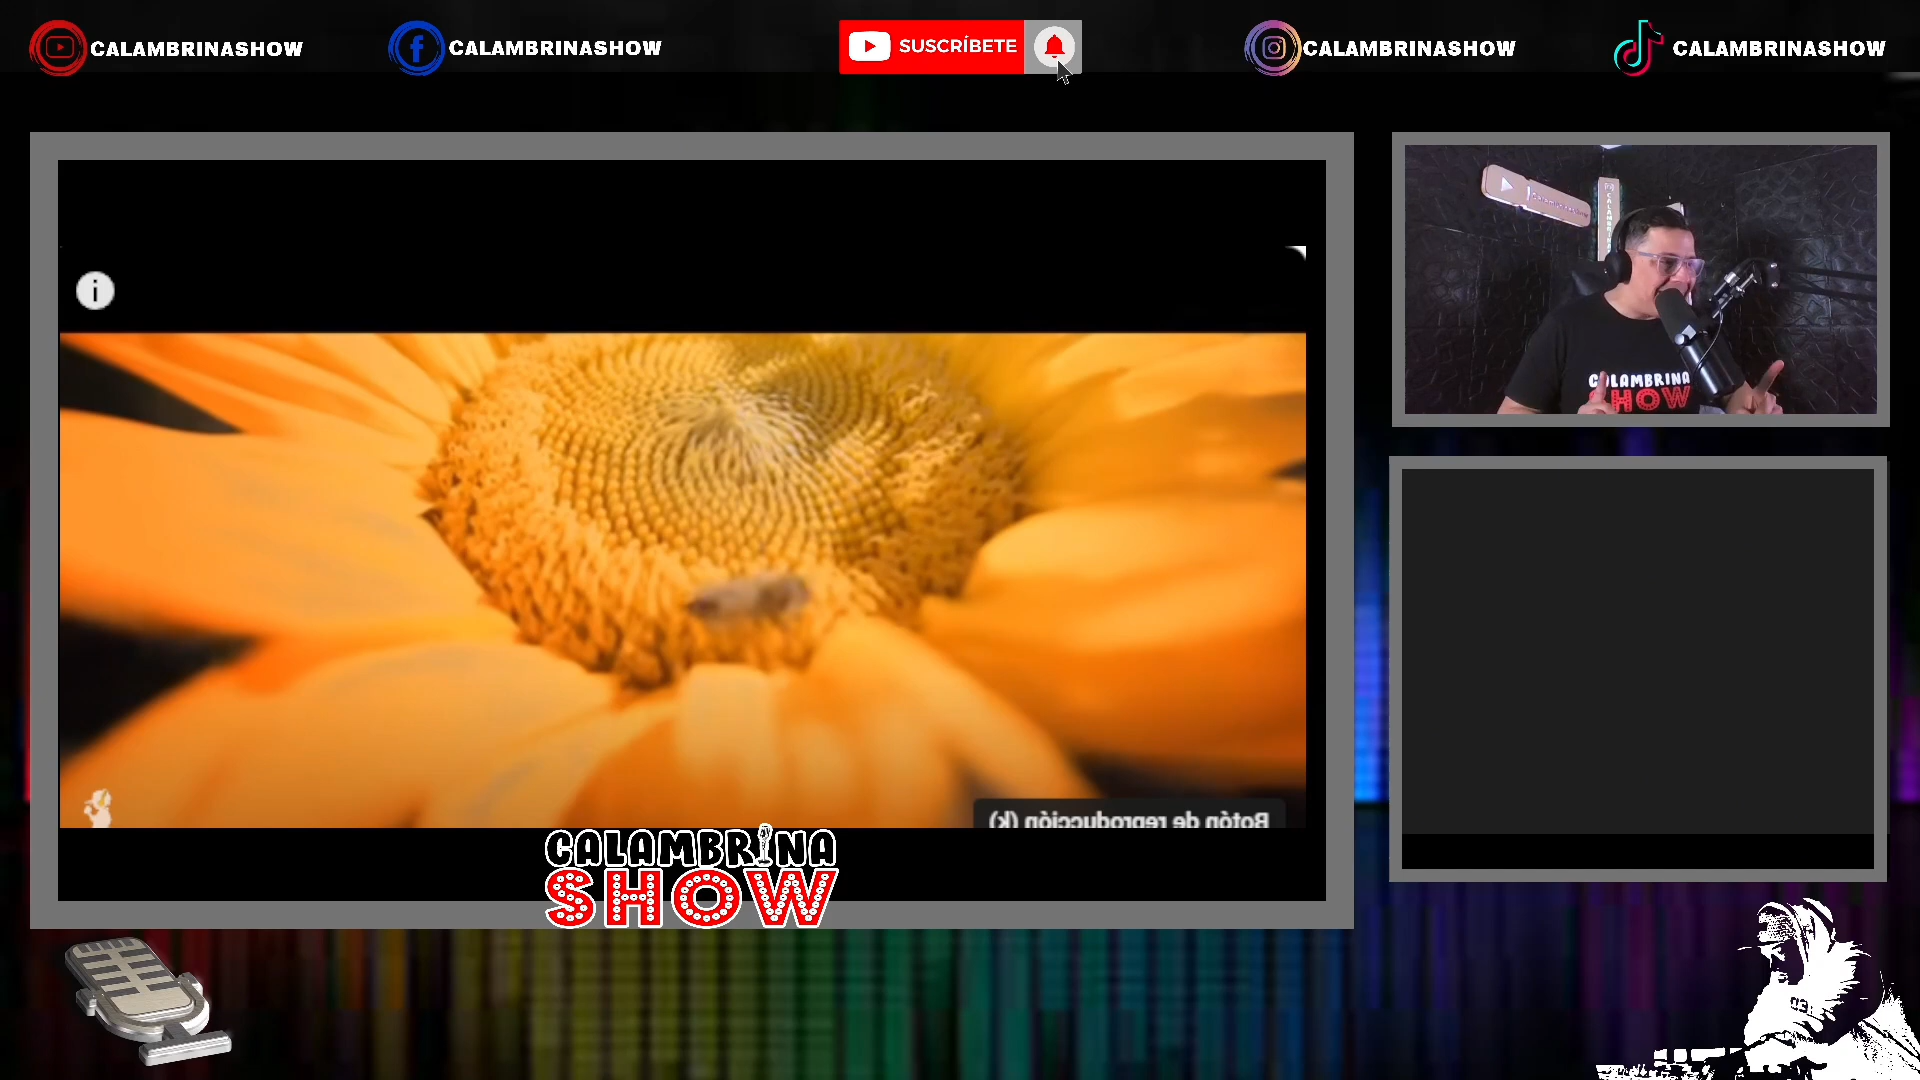 CALAMBRINASHOW
CALAMBRINASHOW
SUSCRÍBETE
CALAMBRINASHOW
CALAMBRINASHOW
i
CALAMBRINA
SHOW
Botón de reproducción (k)
CALAMBRINA
SHOW